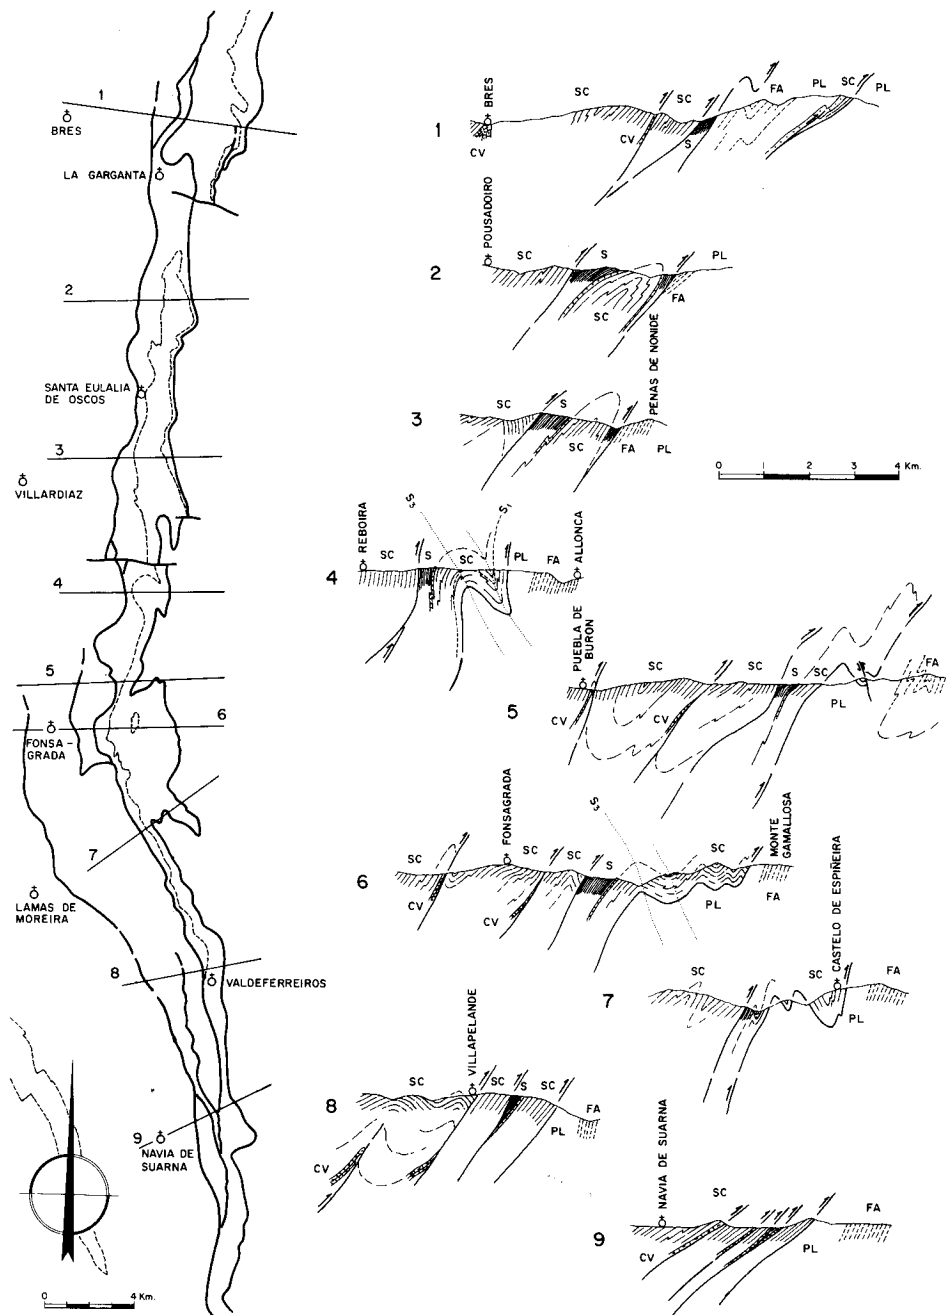 1
BRES
LA GARGANTA
2
SANTA EULALIA
DE OSCOS
3
VILLARDIAZ
4
5
6
FONSA-
GRADA
7
LAMAS DE
MOREIRA
8
VALDEFERREIROS
9
NAVIA DE
SUARNA
0 4 Km.
1
BRES
SC
SC
FA
PL
SC
PL
CV
CV
S
2
POUSADOIRO
SC
S
PL
SC
FA
3
SC
S
PENAS DE NONIDE
SC
FA
PL
0 1 2 3 4 Km.
4
REBOIRA
SC
S
S3
SC
S1
PL
FA
ALLONCA
5
PUEBLA DE
BURON
SC
SC
S
SC
FA
CV
CV
PL
6
SC
FONSAGRADA
SC
SC
S
S3
SC
MONTE
GAMALLOSA
CV
CV
PL
FA
7
SC
SC
CASTELO DE ESPIÑEIRA
FA
PL
8
SC
VILLAPELANDE
SC
S
SC
FA
CV
PL
9
NAVIA DE SUARNA
SC
FA
CV
PL